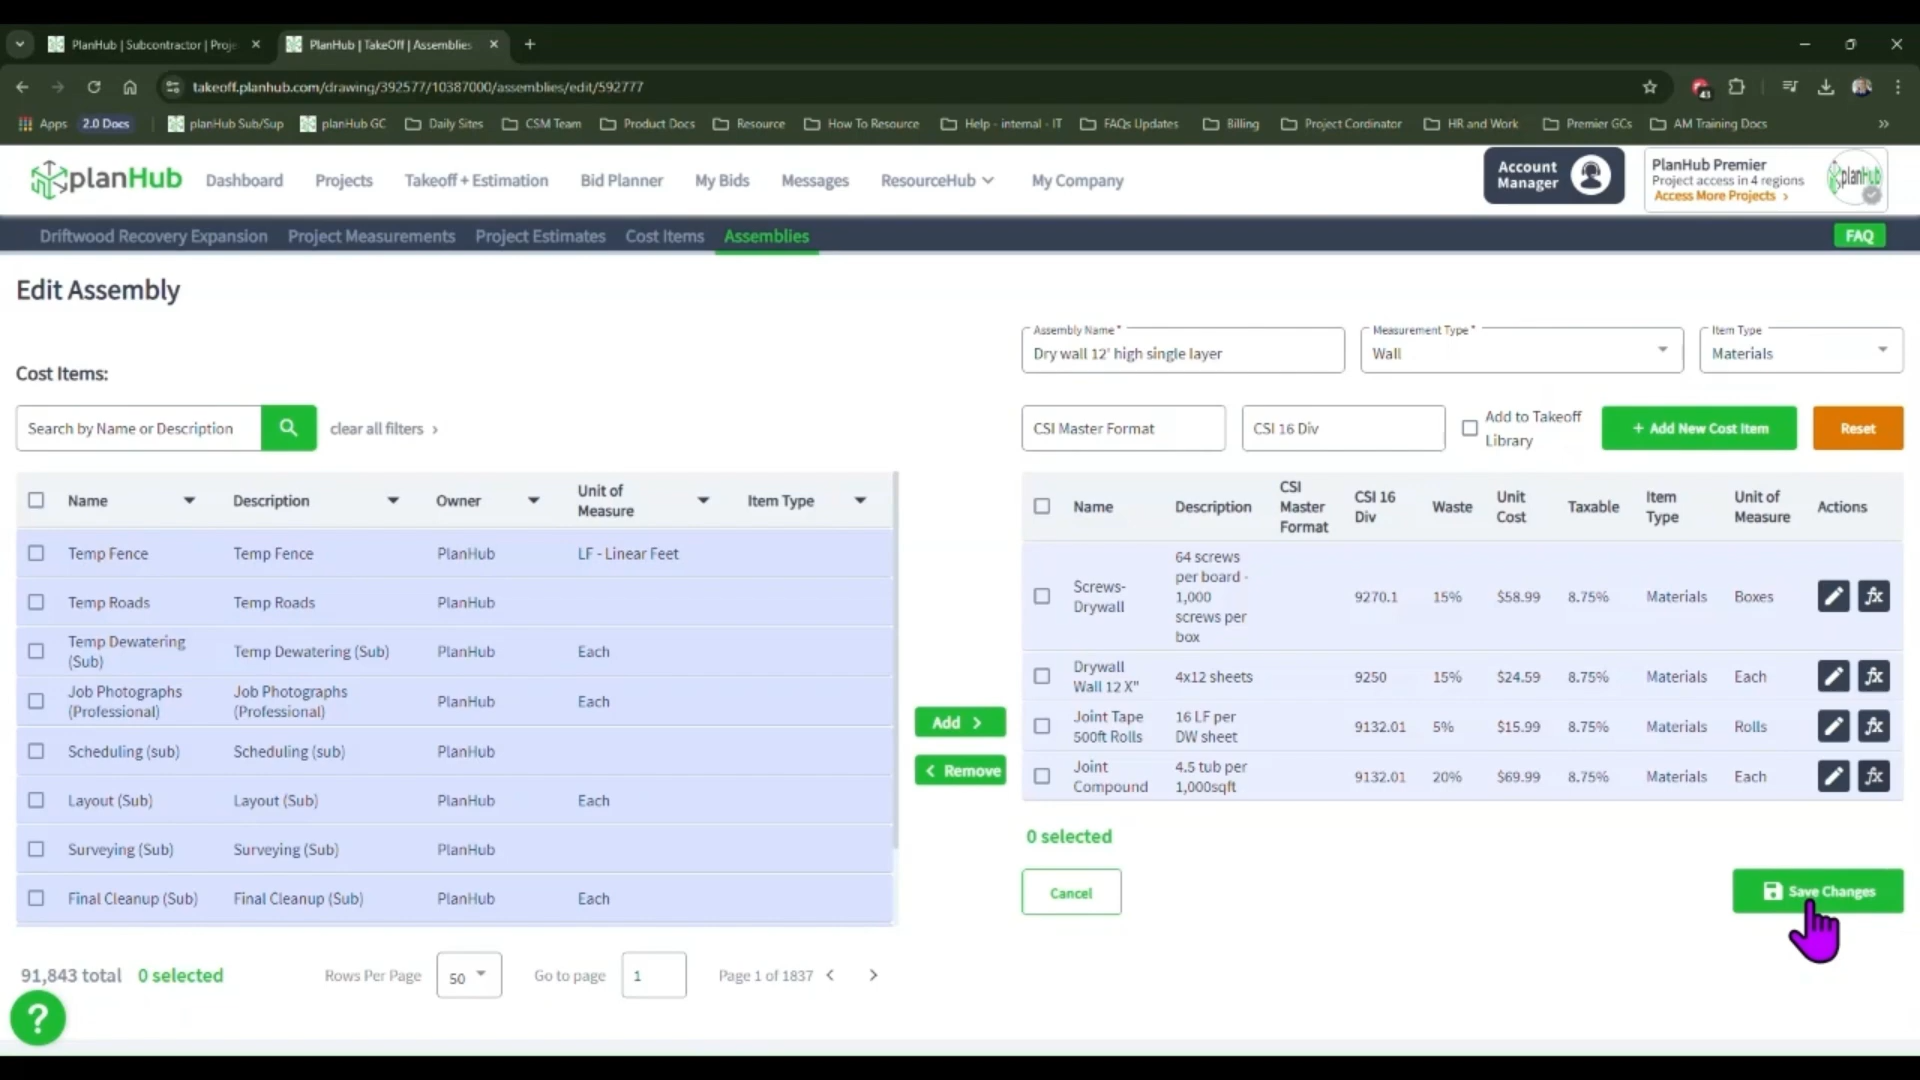 PlanHub | Subcontractor | Proje
PlanHub | TakeOff | Assemblies
takeoff.planhub.com/drawing/392577/10387000/assemblies/edit/592777
43
Apps
2.0 Docs
planHub Sub/Sup
planHub GC
Daily Sites
CSM Team
Product Docs
Resource
How To Resource
Help - internal - IT
FAQs Updates
Billing
Project Cordinator
HR and Work
Premier GCs
AM Training Docs
planHub
Dashboard
Projects
Takeoff + Estimation
Bid Planner
My Bids
Messages
ResourceHub
My Company
Account
Manager
PlanHub Premier
Project access in 4 regions
Access More Projects >
planHub
Driftwood Recovery Expansion
Project Measurements
Project Estimates
Cost Items
Assemblies
FAQ
Edit Assembly
Cost Items:
Search by Name or Description
clear all filters >
Name
Description
Owner
Unit of
Measure
Item Type
Temp Fence
Temp Fence
PlanHub
LF - Linear Feet
Temp Roads
Temp Roads
PlanHub
Temp Dewatering
(Sub)
Temp Dewatering (Sub)
PlanHub
Each
Job Photographs
(Professional)
Job Photographs
(Professional)
PlanHub
Each
Scheduling (sub)
Scheduling (sub)
PlanHub
Layout (Sub)
Layout (Sub)
PlanHub
Each
Surveying (Sub)
Surveying (Sub)
PlanHub
Final Cleanup (Sub)
Final Cleanup (Sub)
PlanHub
Each
91,843 total
0 selected
Rows Per Page
50
Go to page
1
Page 1 of 1837
?
Add >
< Remove
Assembly Name *
Dry wall 12' high single layer
Measurement Type *
Wall
Item Type
Materials
CSI Master Format
CSI 16 Div
Add to Takeoff
Library
+ Add New Cost Item
Reset
Name
Description
CSI
Master
Format
CSI 16
Div
Waste
Unit
Cost
Taxable
Item
Type
Unit of
Measure
Actions
Screws-
Drywall
64 screws
per board -
1,000
screws per
box
9270.1
15%
$58.99
8.75%
Materials
Boxes
fx
Drywall
Wall 12 X"
4x12 sheets
9250
15%
$24.59
8.75%
Materials
Each
fx
Joint Tape
500ft Rolls
16 LF per
DW sheet
9132.01
5%
$15.99
8.75%
Materials
Rolls
fx
Joint
Compound
4.5 tub per
1,000sqft
9132.01
20%
$69.99
8.75%
Materials
Each
fx
0 selected
Cancel
Save Changes